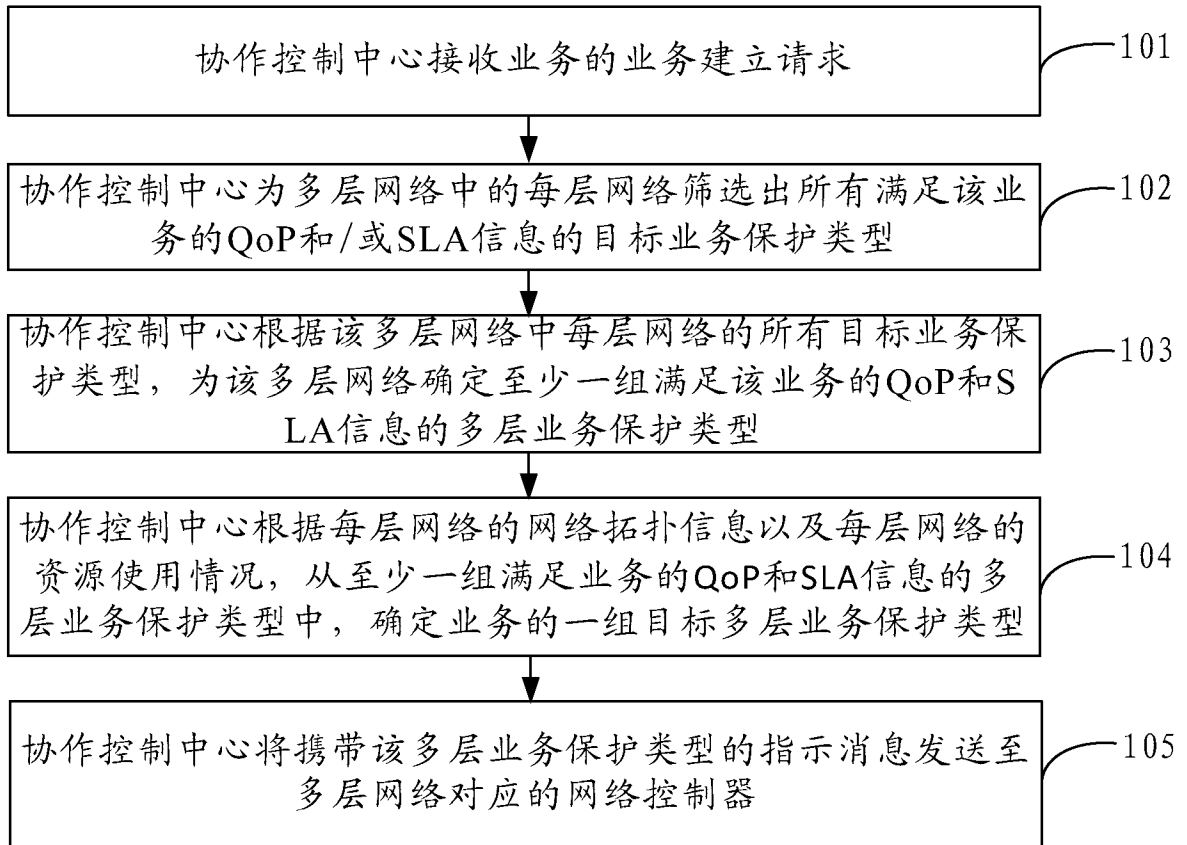 协作控制中心接收业务的业务建立请求
101
协作控制中心为多层网络中的每层网络筛选出所有满足该业
务的QoP和/或SLA信息的目标业务保护类型
102
协作控制中心根据该多层网络中每层网络的所有目标业务保
护类型，为该多层网络确定至少一组满足该业务的QoP和S
LA信息的多层业务保护类型
103
协作控制中心根据每层网络的网络拓扑信息以及每层网络的
资源使用情况，从至少一组满足业务的QoP和SLA信息的多
层业务保护类型中，确定业务的一组目标多层业务保护类型
104
协作控制中心将携带该多层业务保护类型的指示消息发送至
多层网络对应的网络控制器
105